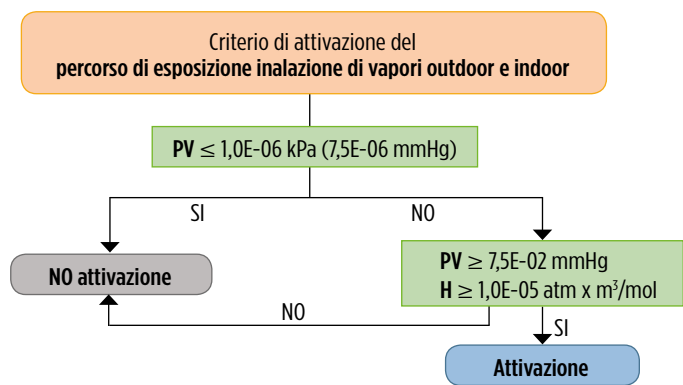 Criterio di attivazione del
percorso di esposizione inalazione di vapori outdoor e indoor
PV ≤ 1,0E-06 kPa (7,5E-06 mmHg)
SI
NO
NO attivazione
PV ≥ 7,5E-02 mmHg
H ≥ 1,0E-05 atm x m³/mol
NO
SI
Attivazione